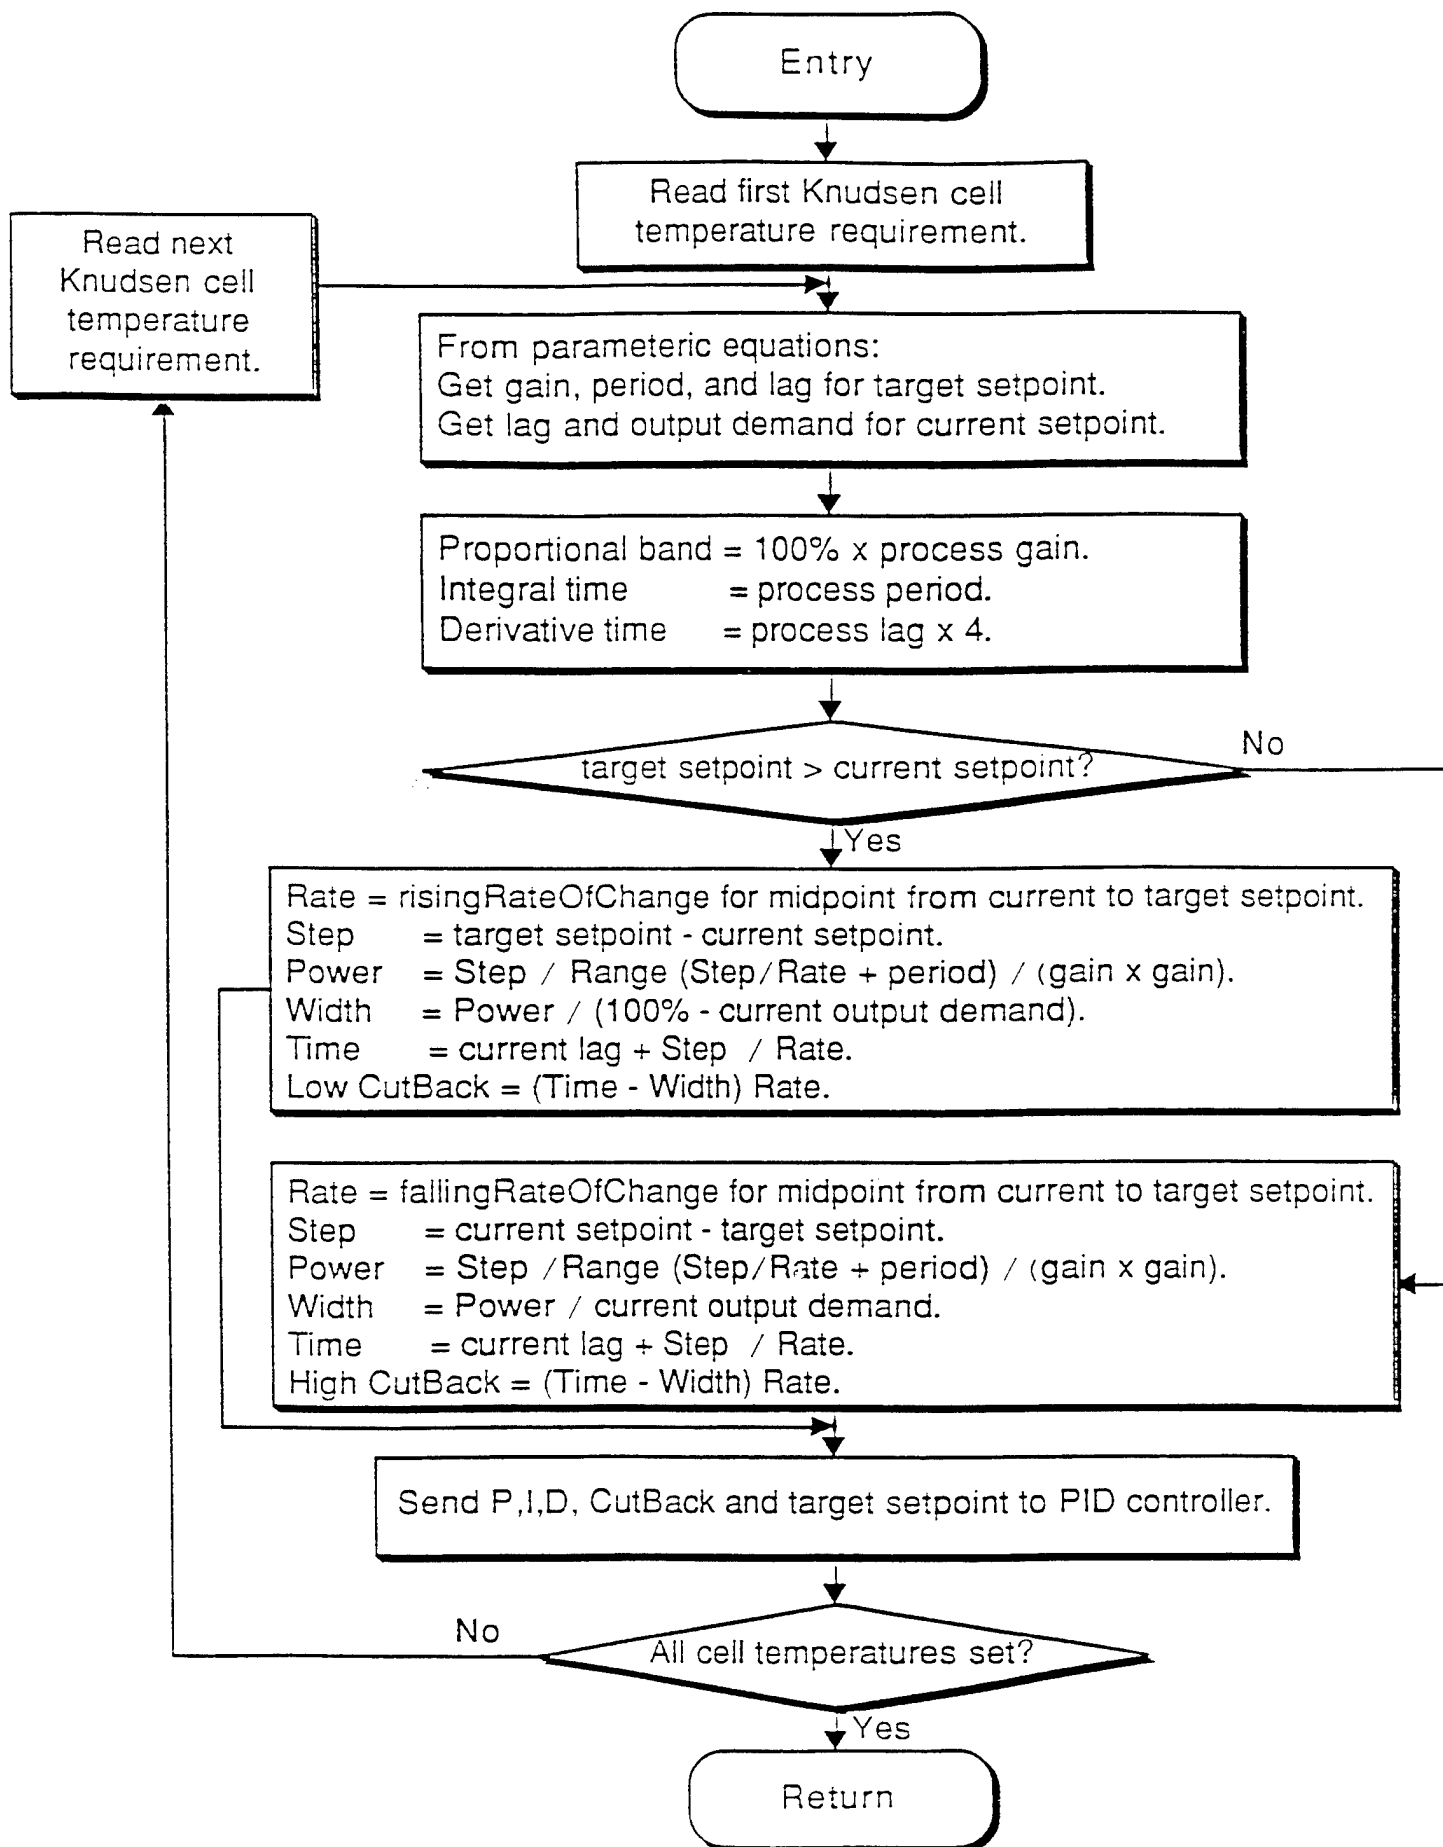 Entry
Read first Knudsen cell
temperature requirement.
Read next
Knudsen cell
temperature
requirement.
From parameteric equations:
Get gain, period, and lag for target setpoint.
Get lag and output demand for current setpoint.
Proportional band = 100% x process gain.
Integral time = process period.
Derivative time = process lag x 4.
target setpoint > current setpoint?
No
Yes
Rate = risingRateOfChange for midpoint from current to target setpoint.
Step = target setpoint - current setpoint.
Power = Step / Range (Step/Rate + period) / (gain x gain).
Width = Power / (100% - current output demand).
Time = current lag + Step / Rate.
Low CutBack = (Time - Width) Rate.
Rate = fallingRateOfChange for midpoint from current to target setpoint.
Step = current setpoint - target setpoint.
Power = Step / Range (Step/Rate + period) / (gain x gain).
Width = Power / current output demand.
Time = current lag + Step / Rate.
High CutBack = (Time - Width) Rate.
Send P,I,D, CutBack and target setpoint to PID controller.
No
All cell temperatures set?
Yes
Return